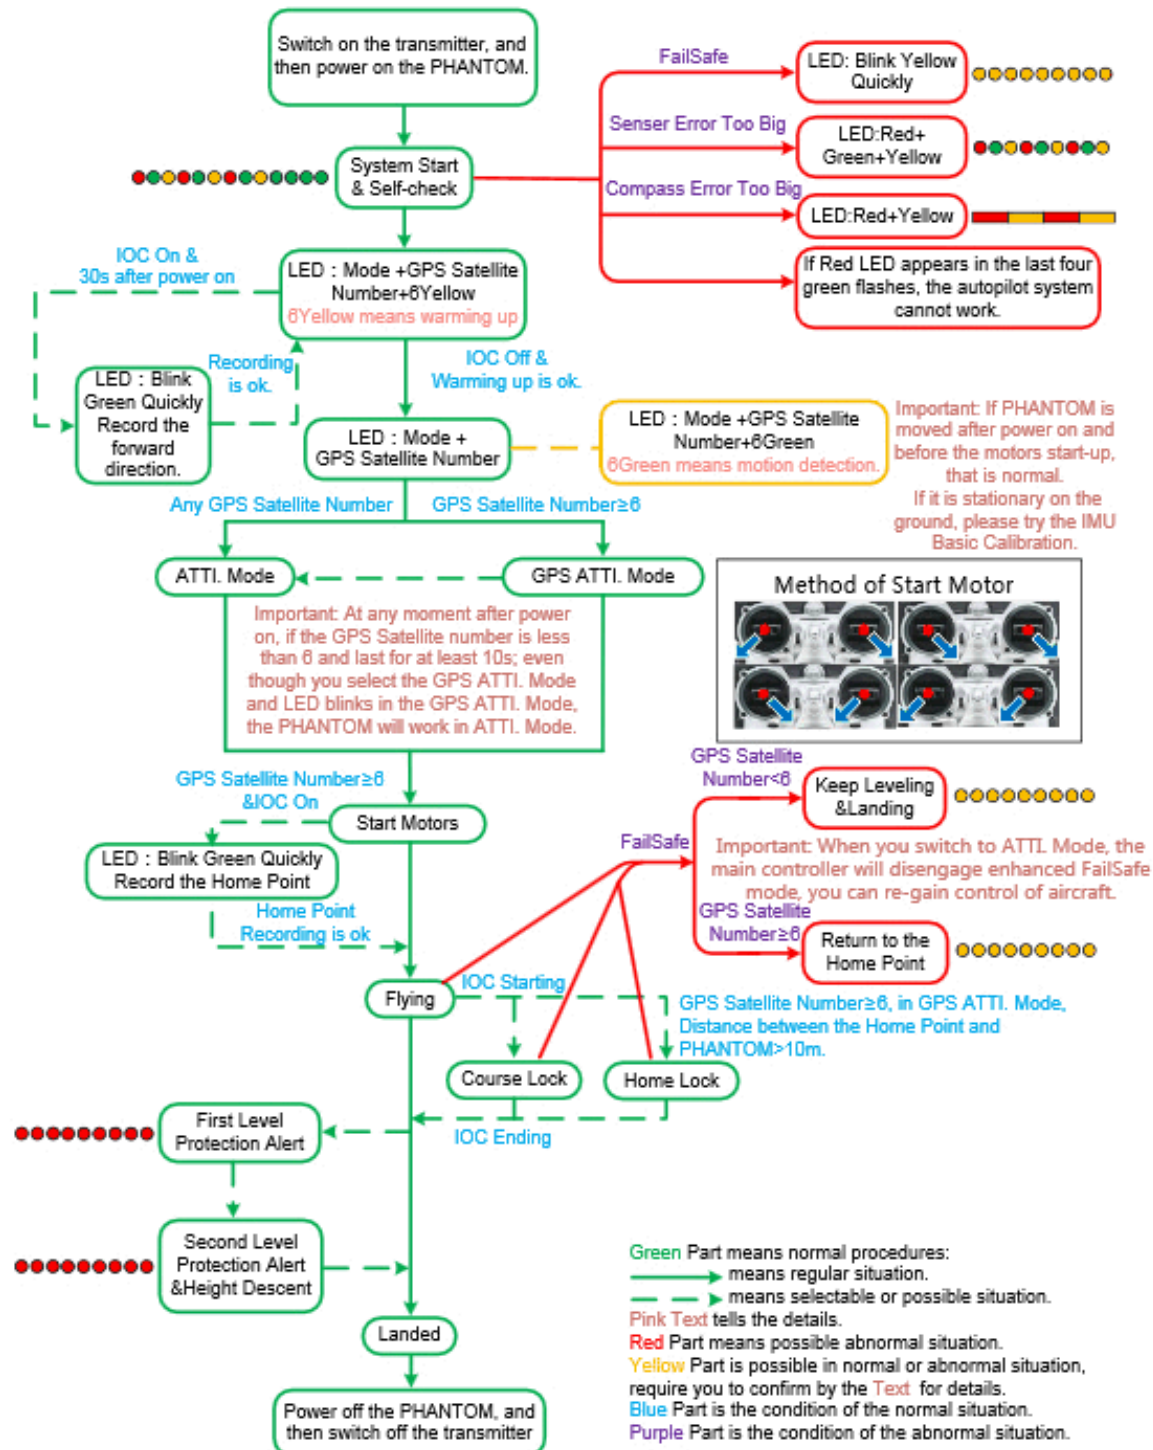 Switch on the transmitter, and
then power on the PHANTOM.
FailSafe
LED: Blink Yellow
Quickly
Senser Error Too Big
LED:Red+
Green+Yellow
System Start
& Self-check
Compass Error Too Big
LED:Red+Yellow
If Red LED appears in the last four
green flashes, the autopilot system
cannot work.
IOC On &
30s after power on
LED : Mode +GPS Satellite
Number+6Yellow
6Yellow means warming up
Recording
is ok.
IOC Off &
Warming up is ok.
LED : Blink
Green Quickly
Record the
forward
direction.
LED : Mode +
GPS Satellite Number
LED : Mode +GPS Satellite
Number+6Green
6Green means motion detection.
Important: If PHANTOM is
moved after power on and
before the motors start-up,
that is normal.
If it is stationary on the
ground, please try the IMU
Basic Calibration.
Any GPS Satellite Number
GPS Satellite Number≥6
ATTI. Mode
GPS ATTI. Mode
Important: At any moment after power
on, if the GPS Satellite number is less
than 6 and last for at least 10s; even
though you select the GPS ATTI. Mode
and LED blinks in the GPS ATTI. Mode,
the PHANTOM will work in ATTI. Mode.
Method of Start Motor
GPS Satellite Number≥6
&IOC On
Start Motors
LED : Blink Green Quickly
Record the Home Point
Home Point
Recording is ok
GPS Satellite
Number<6
Keep Leveling
&Landing
FailSafe
Important: When you switch to ATTI. Mode, the
main controller will disengage enhanced FailSafe
mode, you can re-gain control of aircraft.
GPS Satellite
Number≥6
Return to the
Home Point
Flying
IOC Starting
GPS Satellite Number≥6, in GPS ATTI. Mode,
Distance between the Home Point and
PHANTOM>10m.
Course Lock
Home Lock
IOC Ending
First Level
Protection Alert
Second Level
Protection Alert
&Height Descent
Landed
Power off the PHANTOM, and
then switch off the transmitter
Green Part means normal procedures:
means regular situation.
means selectable or possible situation.
Pink Text tells the details.
Red Part means possible abnormal situation.
Yellow Part is possible in normal or abnormal situation,
require you to confirm by the Text for details.
Blue Part is the condition of the normal situation.
Purple Part is the condition of the abnormal situation.